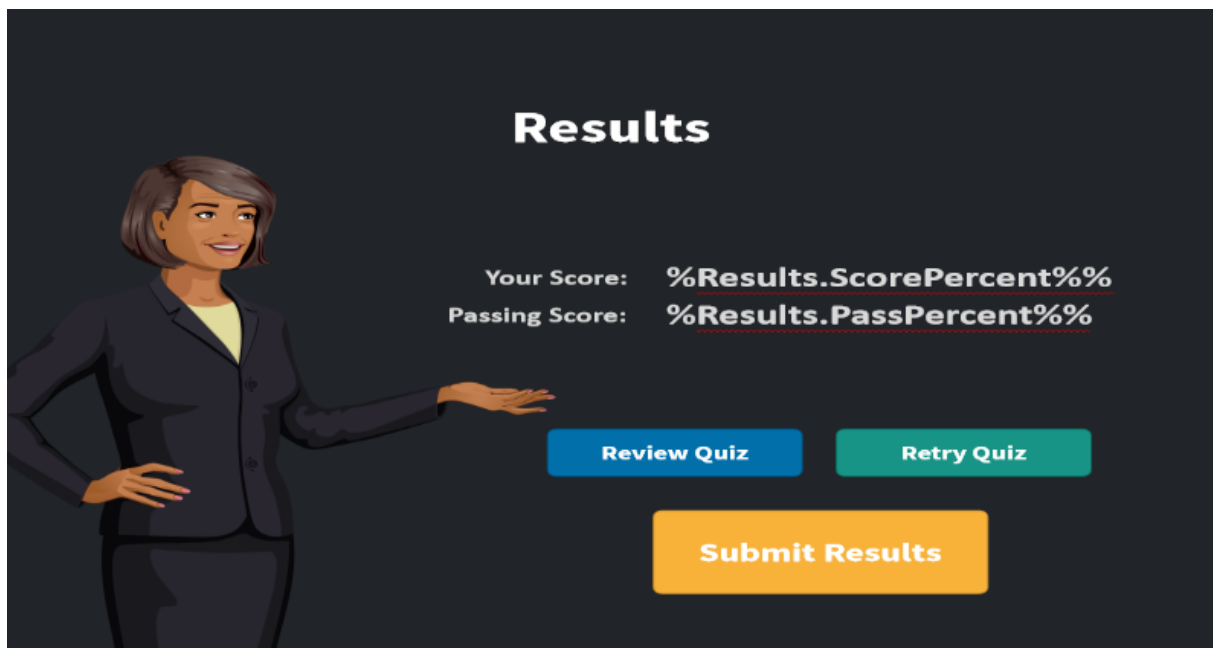 Results
Your Score: %Results.ScorePercent%%
Passing Score: %Results.PassPercent%%
Review Quiz Retry Quiz
Submit Results